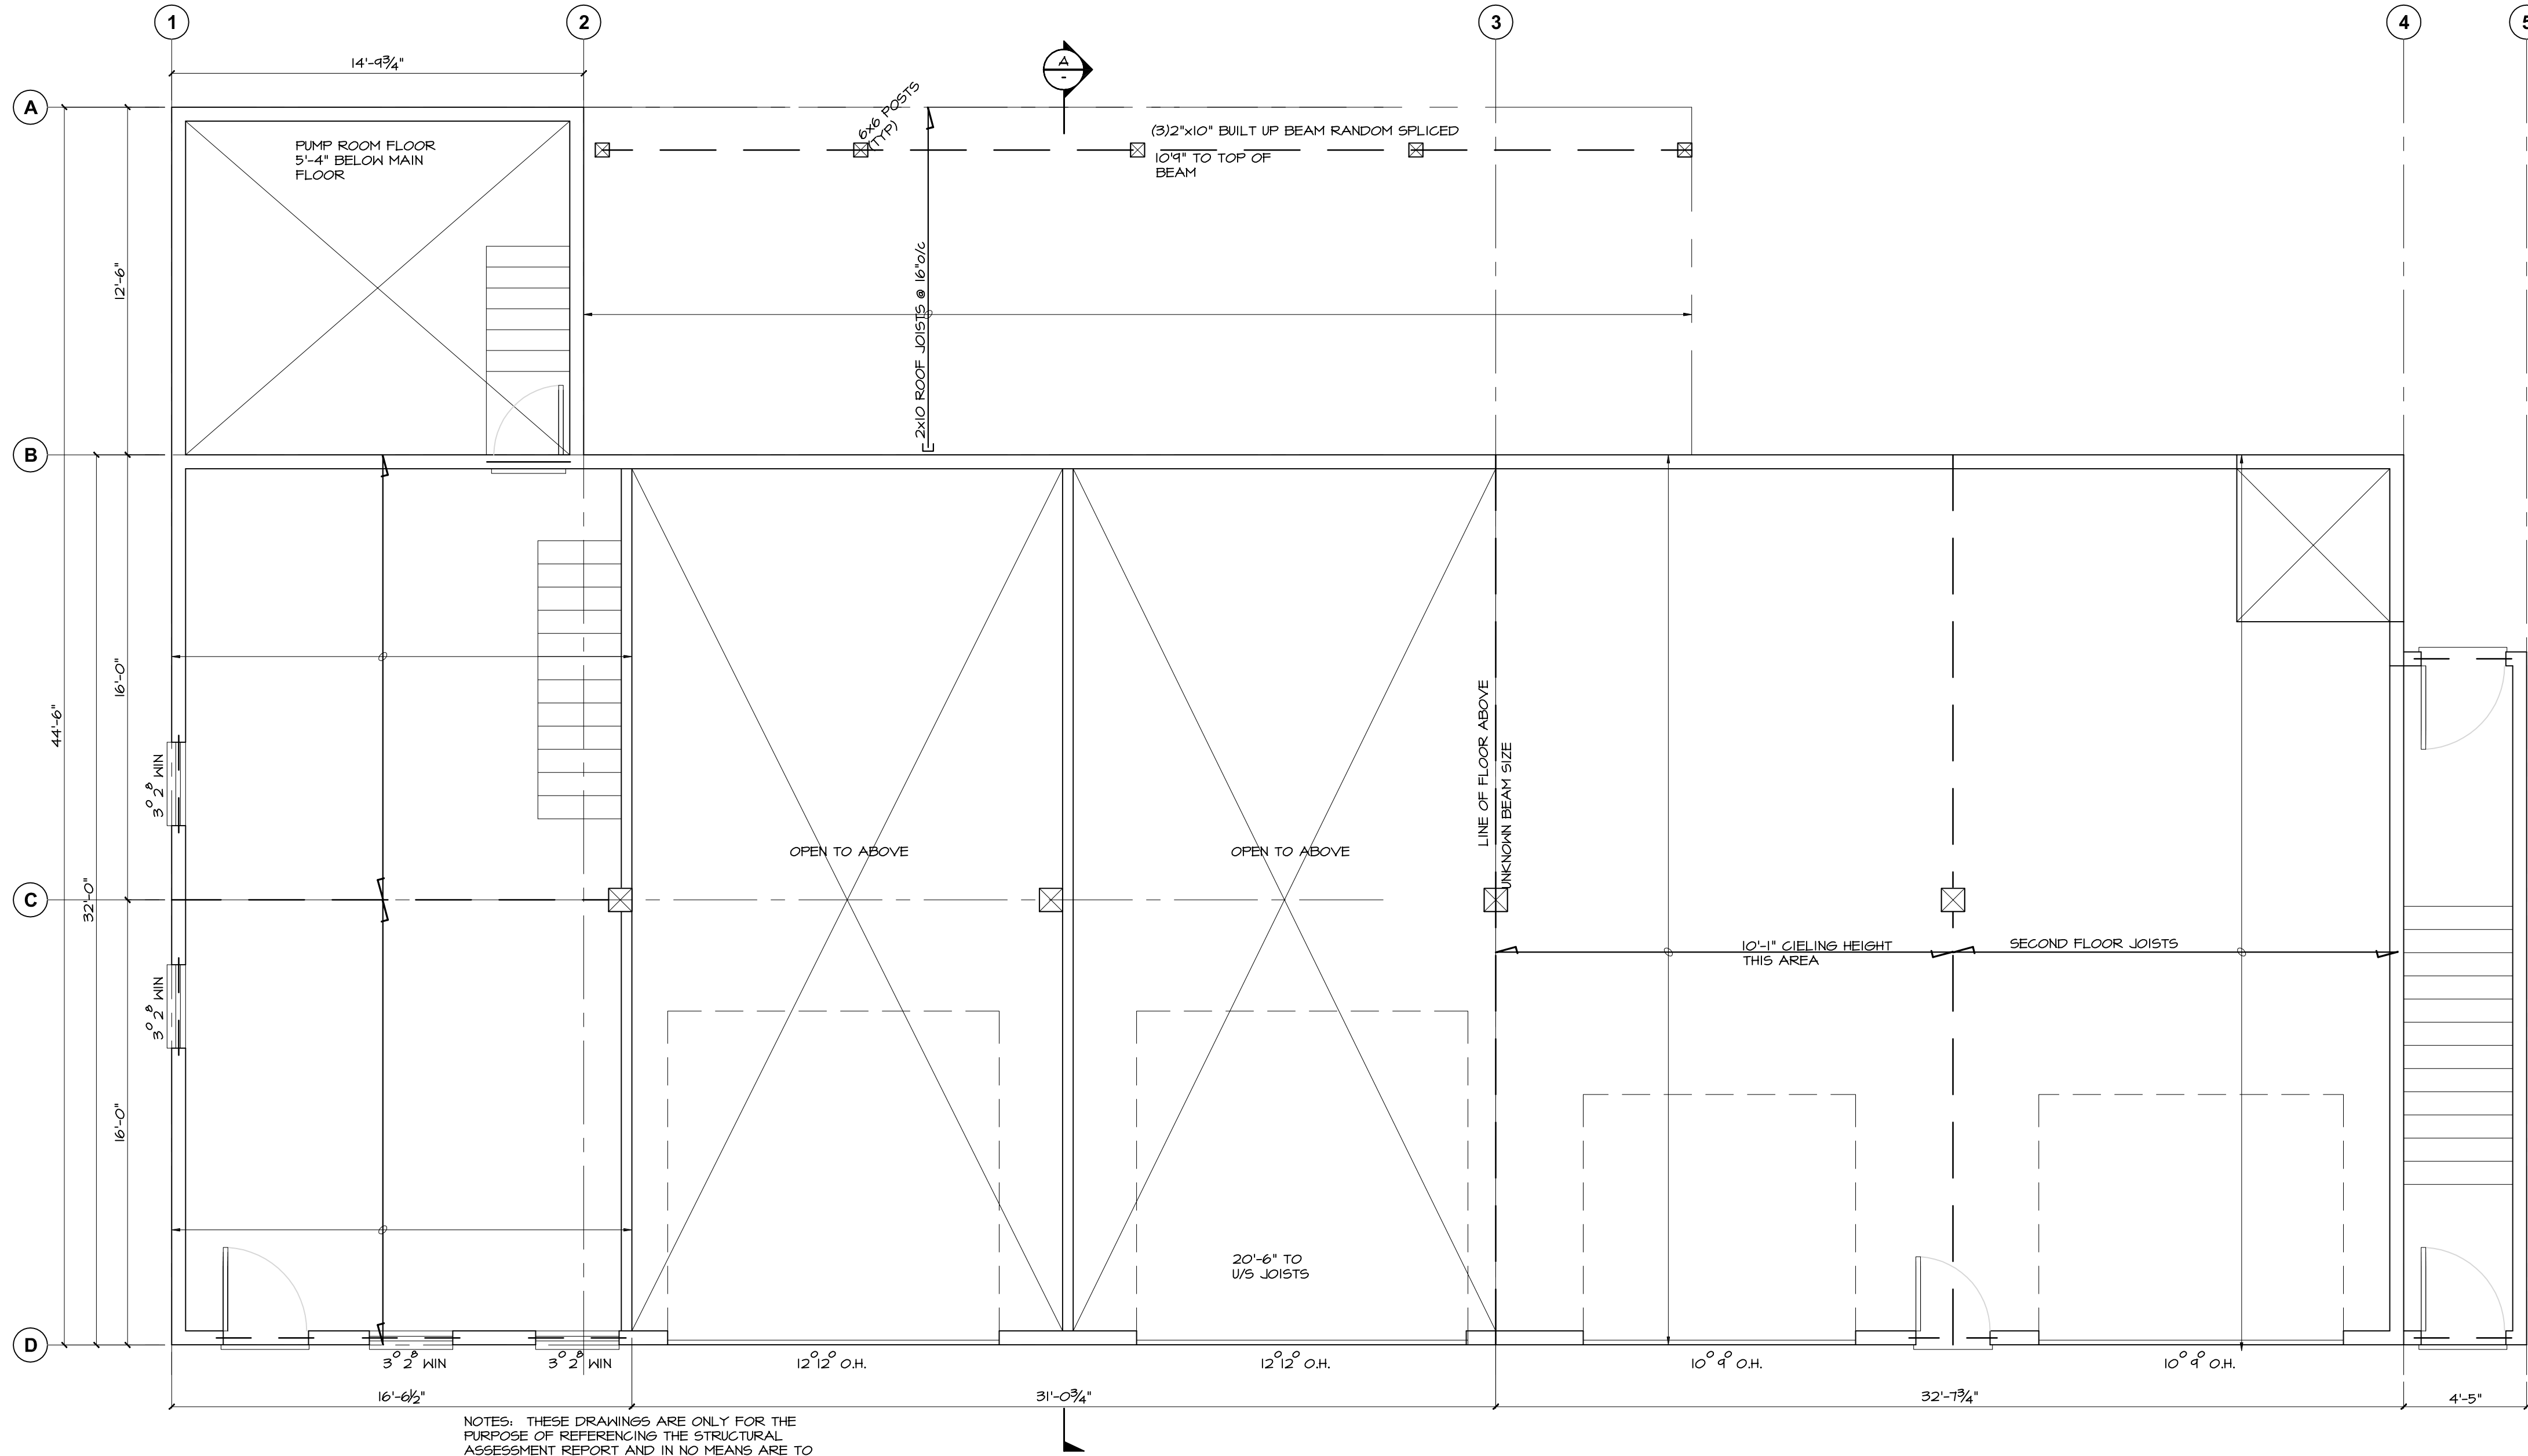 1
2
3
4
5
14'-9¾"
A
-
A
6x6 POSTS
(TYP)
(3)2"x10" BUILT UP BEAM RANDOM SPLICED
10'9" TO TOP OF
BEAM
PUMP ROOM FLOOR
5'-4" BELOW MAIN
FLOOR
12'-6"
2x10 ROOF JOISTS @ 16"o/c
B
16'-0"
44'-6"
32'-0"
3⁰ 2⁸ WIN
LINE OF FLOOR ABOVE
UNKNOWN BEAM SIZE
OPEN TO ABOVE
OPEN TO ABOVE
C
10'-1" CIELING HEIGHT
THIS AREA
SECOND FLOOR JOISTS
3⁰ 2⁸ WIN
16'-0"
20'-6" TO
U/S JOISTS
D
3⁰ 2⁸ WIN
3⁰ 2⁸ WIN
12⁰12⁰ O.H.
12⁰12⁰ O.H.
10⁰ 9⁰ O.H.
10⁰ 9⁰ O.H.
16'-6½"
31'-0¾"
32'-7¾"
4'-5"
NOTES: THESE DRAWINGS ARE ONLY FOR THE
PURPOSE OF REFERENCING THE STRUCTURAL
ASSESSMENT REPORT AND IN NO MEANS ARE TO